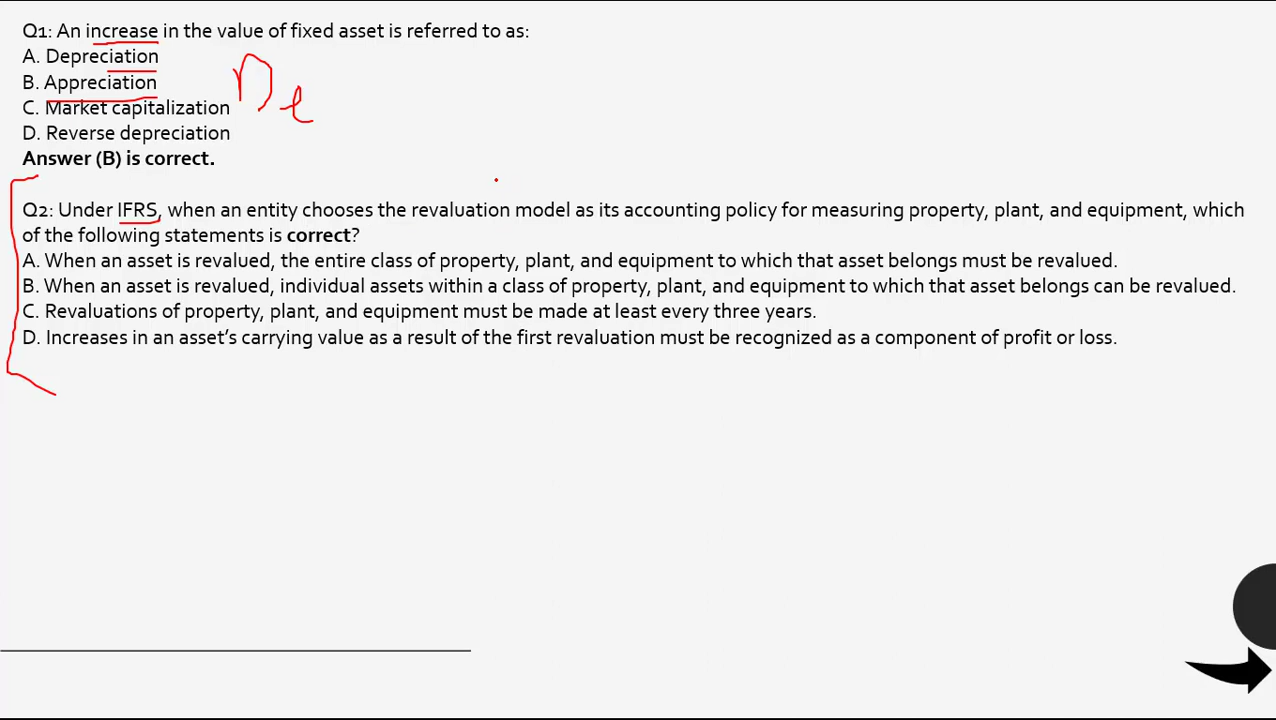 Q1: An increase in the value of fixed asset is referred to as:
A. Depreciation
B. Appreciation
De
C. Market capitalization
D. Reverse depreciation
Answer (B) is correct.
Q2: Under IFRS, when an entity chooses the revaluation model as its accounting policy for measuring property, plant, and equipment, which
of the following statements is correct?
A. When an asset is revalued, the entire class of property, plant, and equipment to which that asset belongs must be revalued.
B. When an asset is revalued, individual assets within a class of property, plant, and equipment to which that asset belongs can be revalued.
C. Revaluations of property, plant, and equipment must be made at least every three years.
D. Increases in an asset’s carrying value as a result of the first revaluation must be recognized as a component of profit or loss.